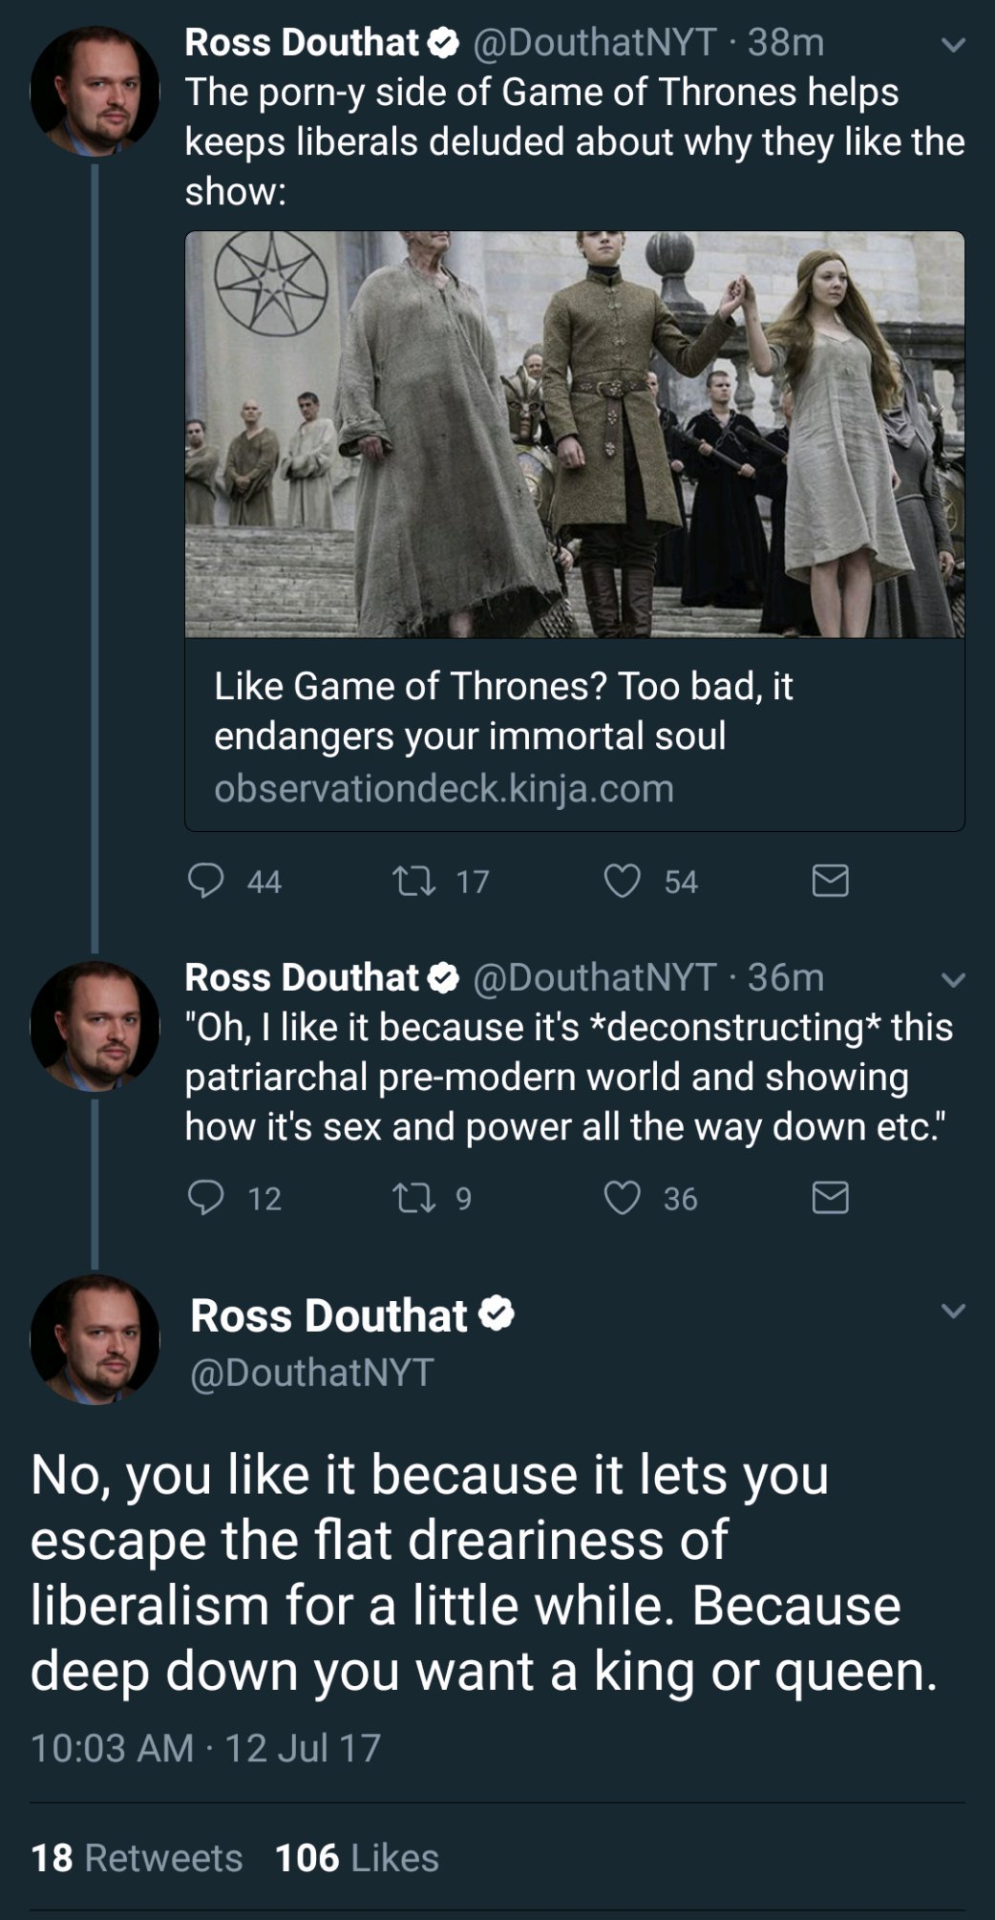 Ross Douthat @DouthatNYT · 38m
The porn-y side of Game of Thrones helps
keeps liberals deluded about why they like the
show:
Like Game of Thrones? Too bad, it
endangers your immortal soul
observationdeck.kinja.com
44 17 54
Ross Douthat @DouthatNYT · 36m
"Oh, I like it because it's *deconstructing* this
patriarchal pre-modern world and showing
how it's sex and power all the way down etc."
12 9 36
Ross Douthat
@DouthatNYT
No, you like it because it lets you
escape the flat dreariness of
liberalism for a little while. Because
deep down you want a king or queen.
10:03 AM · 12 Jul 17
18 Retweets 106 Likes